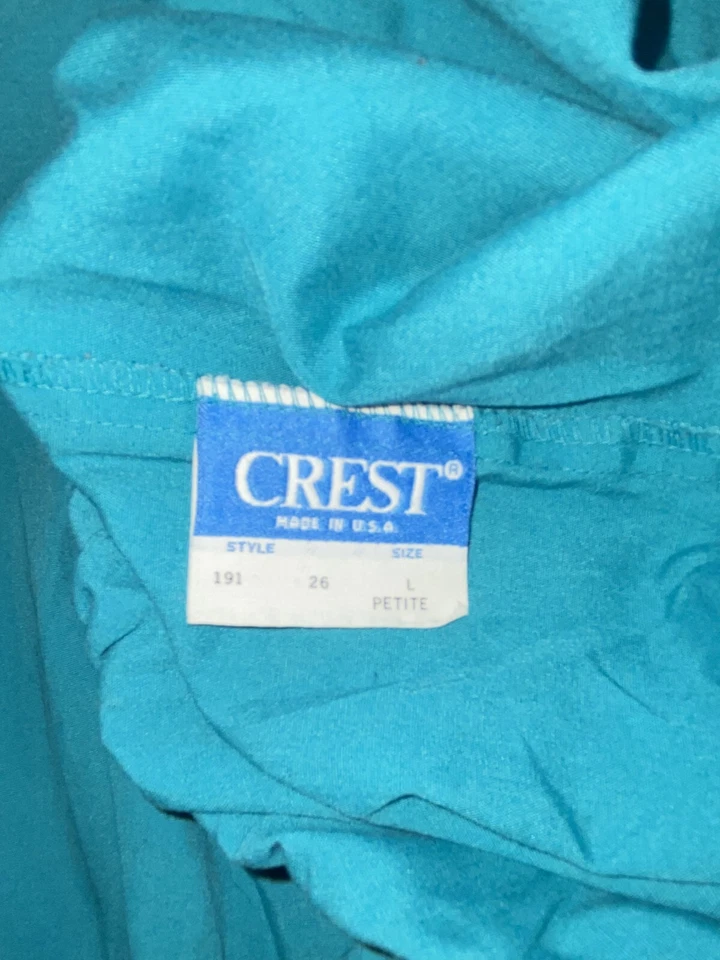 CREST®
MADE IN U.S.A.
STYLE SIZE
191 26 L
PETITE